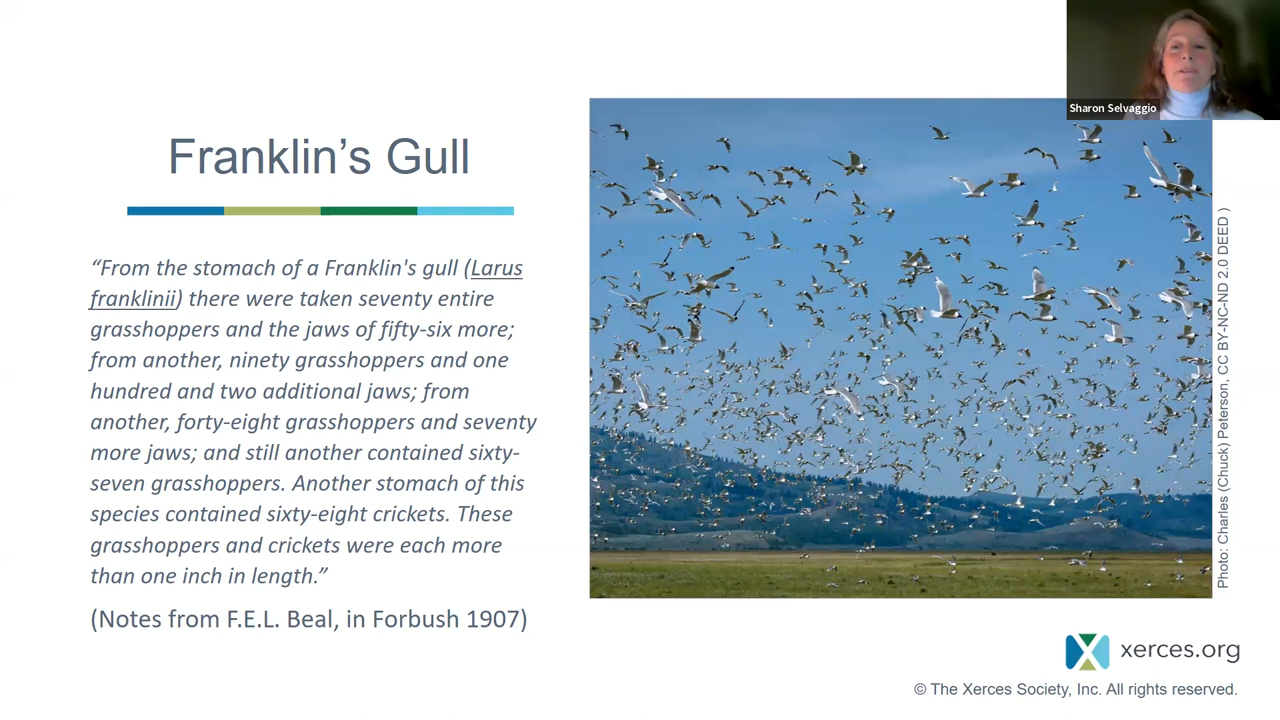 Sharon Selvaggio
Franklin's Gull
“From the stomach of a Franklin's gull (Larus
franklinii) there were taken seventy entire
grasshoppers and the jaws of fifty-six more;
from another, ninety grasshoppers and one
hundred and two additional jaws; from
another, forty-eight grasshoppers and seventy
more jaws; and still another contained sixty-
seven grasshoppers. Another stomach of this
species contained sixty-eight crickets. These
grasshoppers and crickets were each more
than one inch in length.”
(Notes from F.E.L. Beal, in Forbush 1907)
Photo: Charles (Chuck) Peterson, CC BY-NC-ND 2.0 DEED )
xerces.org
© The Xerces Society, Inc. All rights reserved.